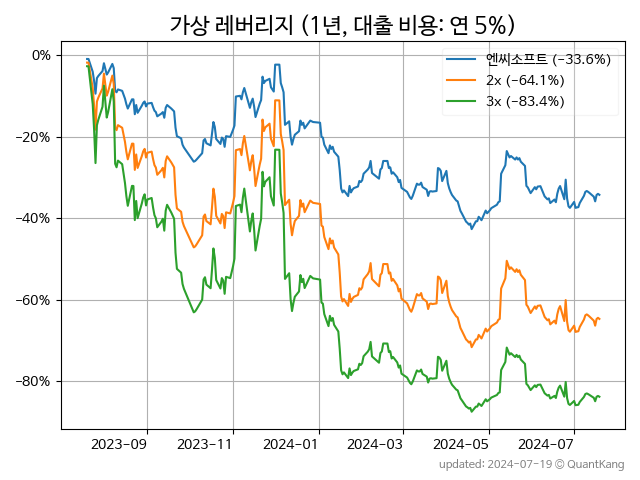 가상 레버리지 (1년, 대출 비용: 연 5%)
엔씨소프트 (−33.6%)
2x (−64.1%)
3x (−83.4%)
0%
−20%
−40%
−60%
−80%
2023-09 2023-11 2024-01 2024-03 2024-05 2024-07
updated: 2024-07-19 © QuantKang